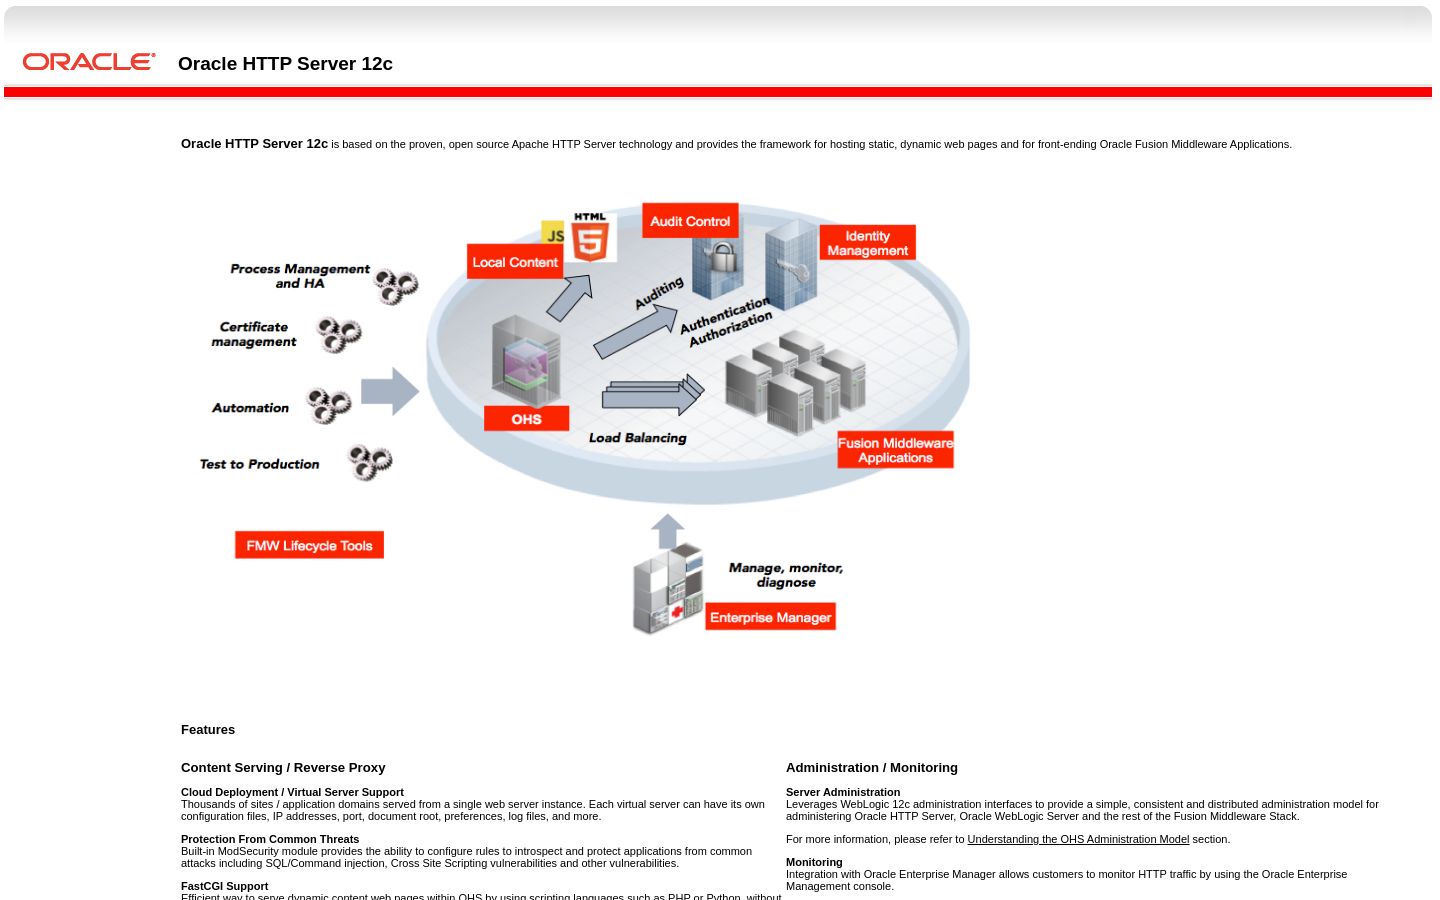 ORACLE
Oracle HTTP Server 12c
Oracle HTTP Server 12c is based on the proven, open source Apache HTTP Server technology and provides the framework for hosting static, dynamic web pages and for front-ending Oracle Fusion Middleware Applications.
HTML
JS
5
Audit Control
Identity
Management
Local Content
Process Management
and HA
Auditing
Authentication
Authorization
Certificate
management
Automation
OHS
Load Balancing
Fusion Middleware
Applications
Test to Production
FMW Lifecycle Tools
Manage, monitor,
diagnose
Enterprise Manager
Features
Content Serving / Reverse Proxy
Cloud Deployment / Virtual Server Support
Thousands of sites / application domains served from a single web server instance. Each virtual server can have its own
configuration files, IP addresses, port, document root, preferences, log files, and more.
Protection From Common Threats
Built-in ModSecurity module provides the ability to configure rules to introspect and protect applications from common
attacks including SQL/Command injection, Cross Site Scripting vulnerabilities and other vulnerabilities.
FastCGI Support
Efficient way to serve dynamic content web pages within OHS by using scripting languages such as PHP or Python, without
Administration / Monitoring
Server Administration
Leverages WebLogic 12c administration interfaces to provide a simple, consistent and distributed administration model for
administering Oracle HTTP Server, Oracle WebLogic Server and the rest of the Fusion Middleware Stack.
For more information, please refer to Understanding the OHS Administration Model section.
Monitoring
Integration with Oracle Enterprise Manager allows customers to monitor HTTP traffic by using the Oracle Enterprise
Management console.